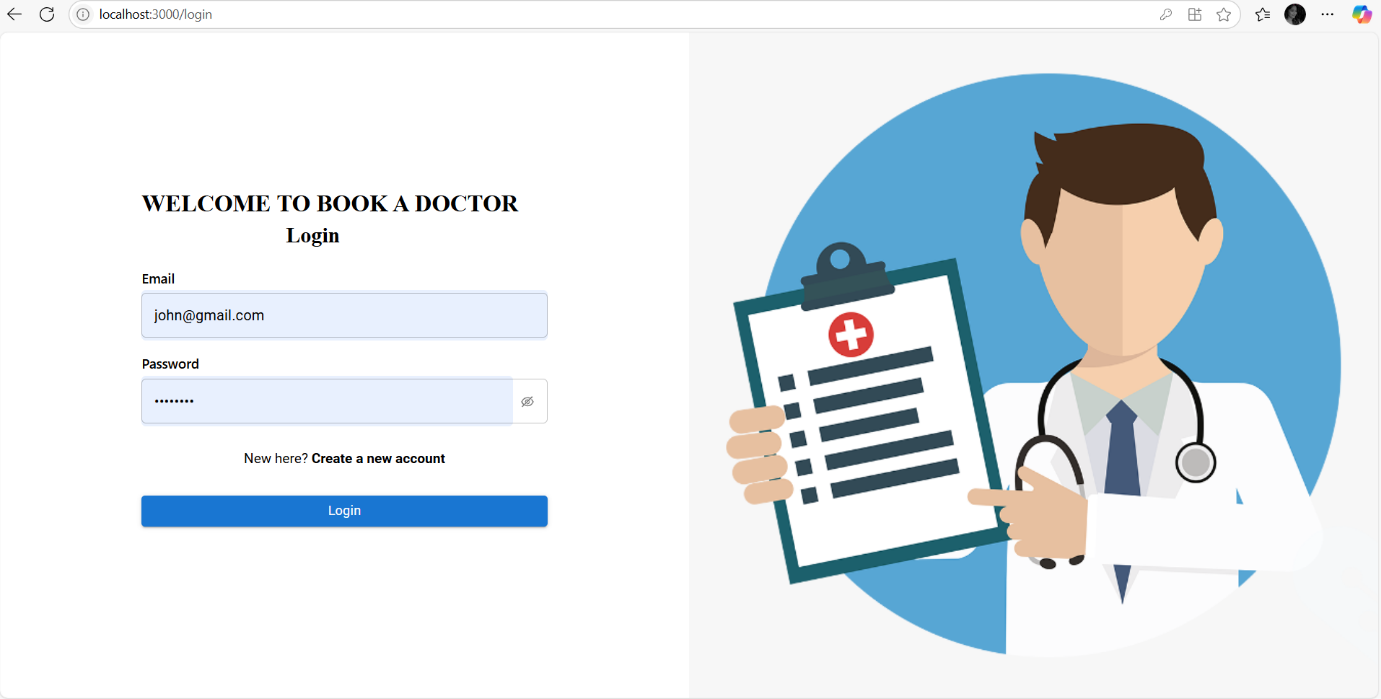 localhost:3000/login
WELCOME TO BOOK A DOCTOR
Login
Email
john@gmail.com
Password
••••••••
New here? Create a new account
Login